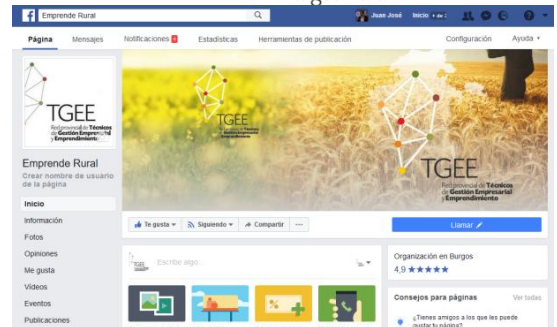 Emprende Rural
Juan José Inicio
Página Mensajes Notificaciones Estadísticas Herramientas de publicación Configuración Ayuda
TGEE
Red provincial de Técnicos
de Gestión Empresarial
y Emprendimiento
TGEE
Red provincial de Técnicos
de Gestión Empresarial
y Emprendimiento
TGEE
Red provincial de Técnicos
de Gestión Empresarial
y Emprendimiento
Emprende Rural
Crear nombre de usuario
de la página
Inicio
Información
Fotos
Opiniones
Me gusta
Vídeos
Eventos
Publicaciones
Te gusta Siguiendo Compartir ...
Llamar
Escribe algo...
Organización en Burgos
4,9 ★★★★★
Consejos para páginas Ver todas
¿Tienes amigos a los que les puede
gustar tu página?